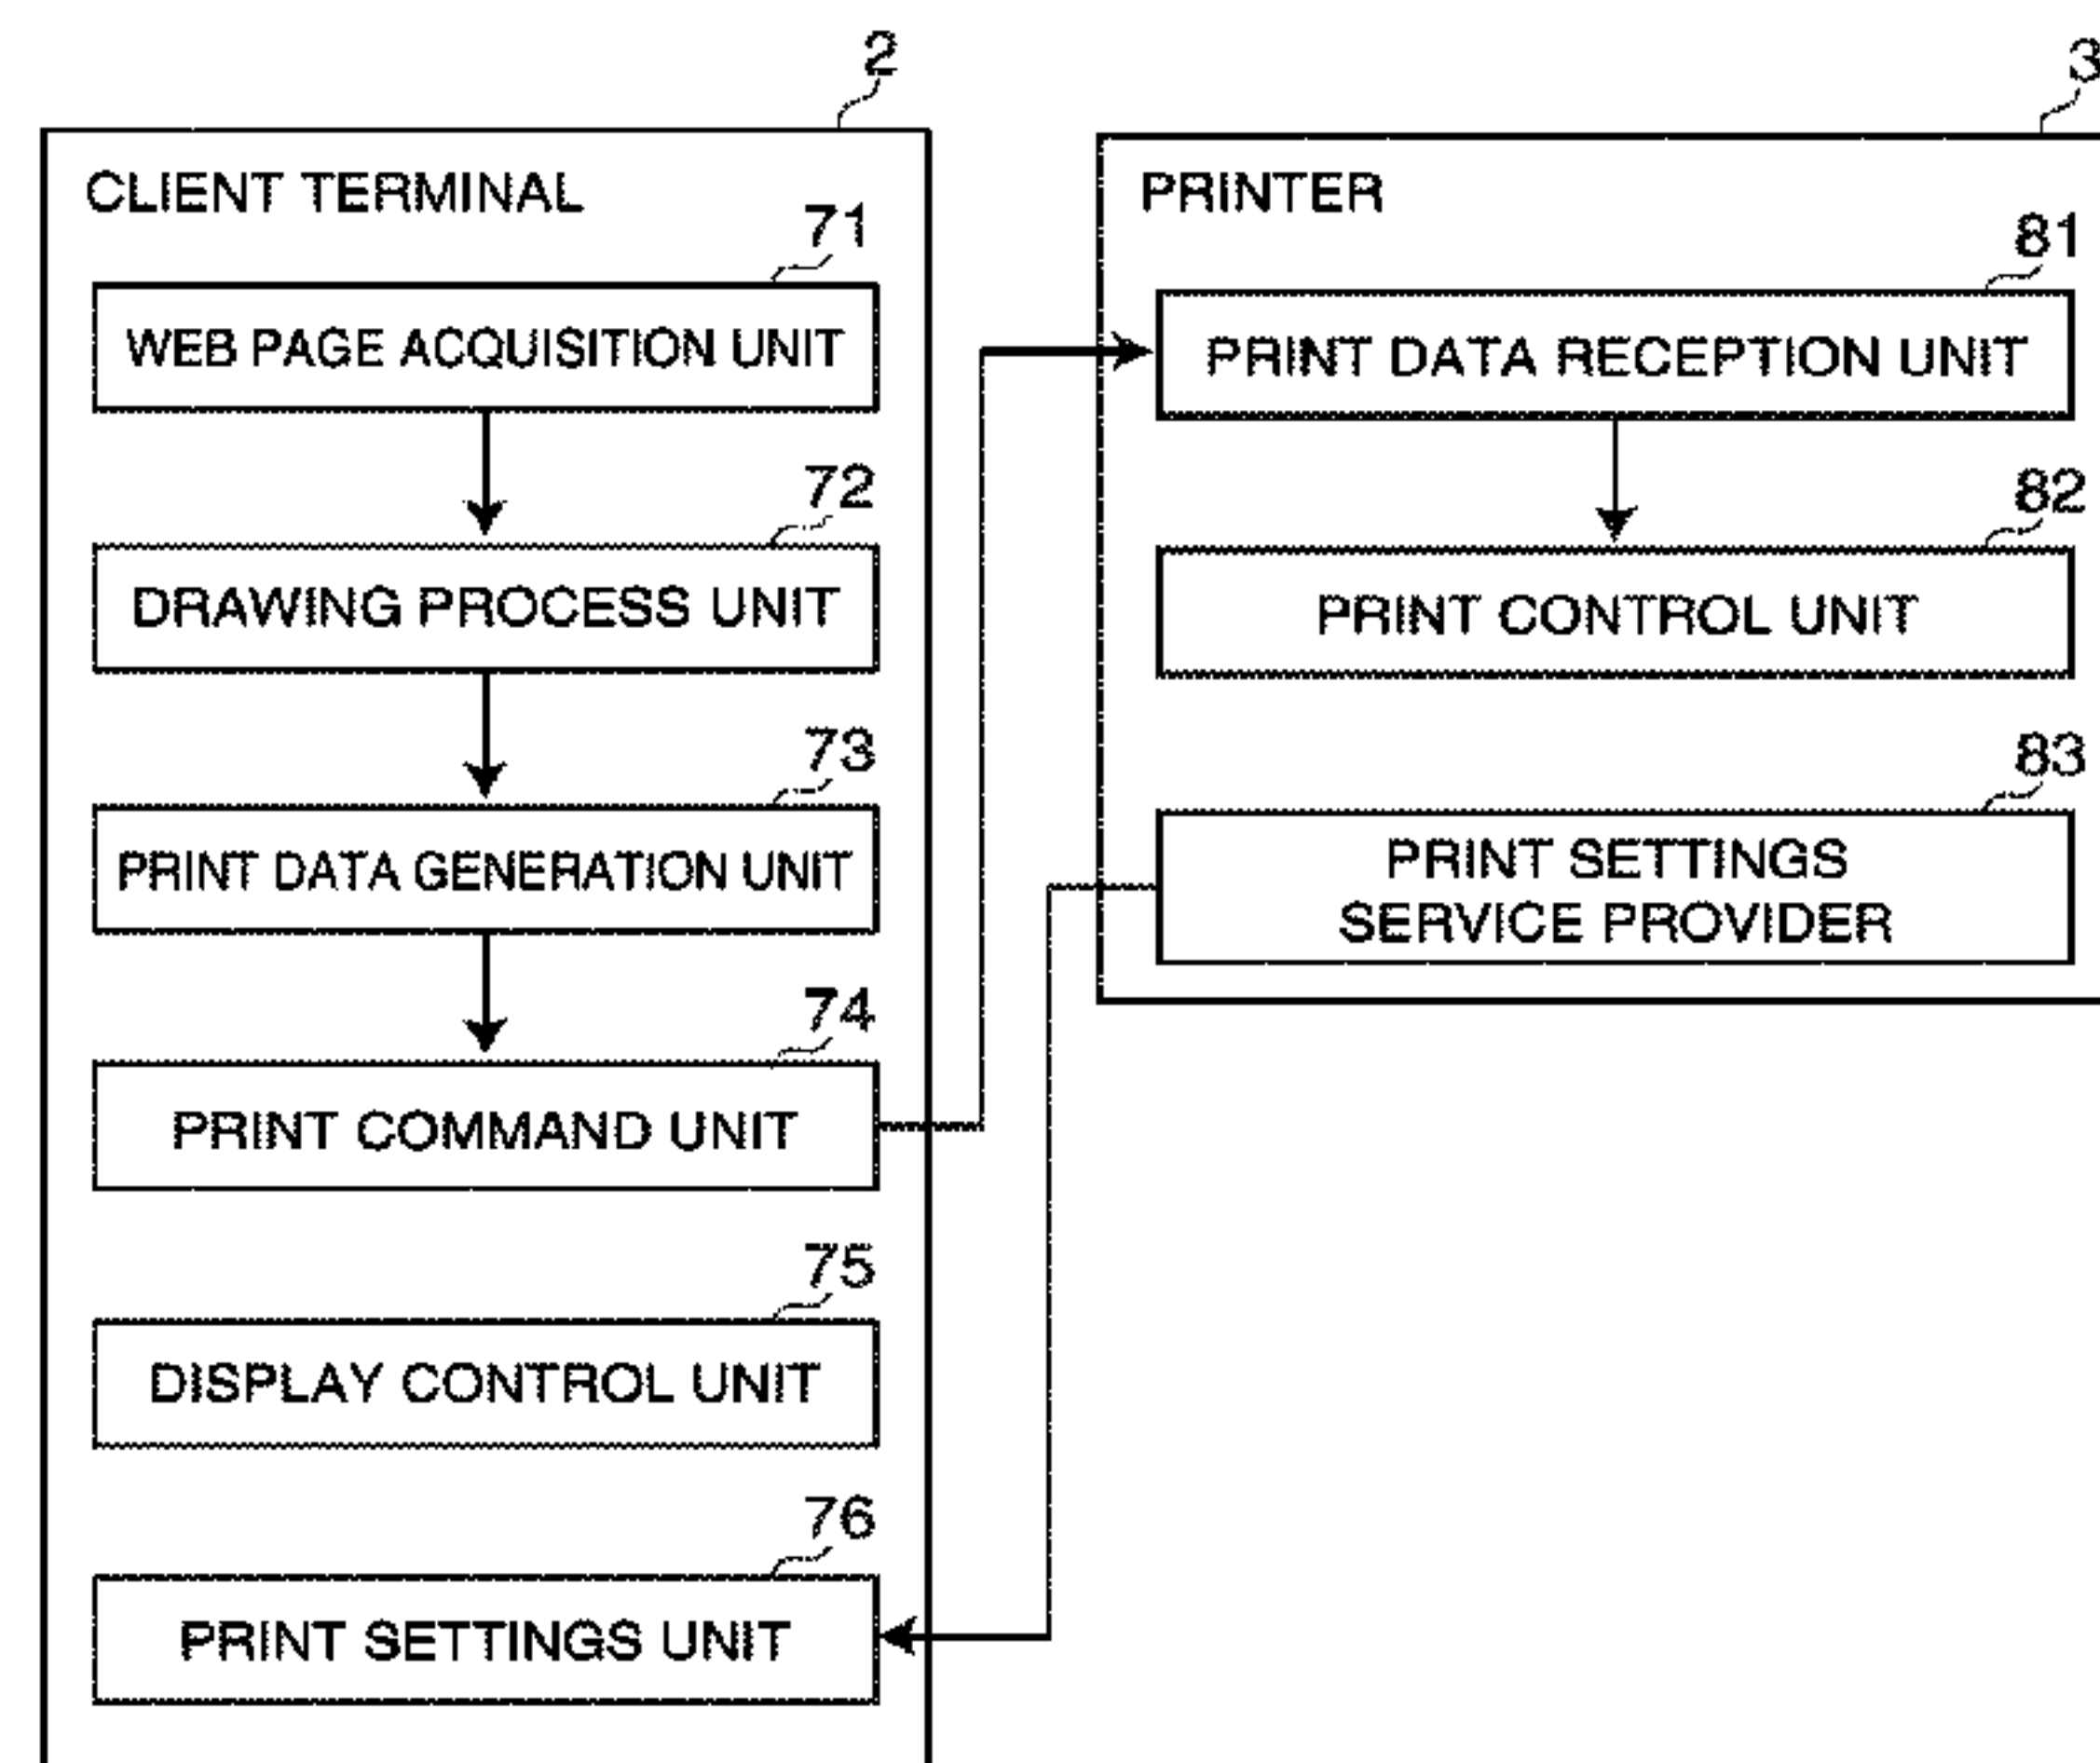 2
CLIENT TERMINAL
71
WEB PAGE ACQUISITION UNIT
72
DRAWING PROCESS UNIT
73
PRINT DATA GENERATION UNIT
74
PRINT COMMAND UNIT
75
DISPLAY CONTROL UNIT
76
PRINT SETTINGS UNIT
3
PRINTER
81
PRINT DATA RECEPTION UNIT
82
PRINT CONTROL UNIT
83
PRINT SETTINGS
SERVICE PROVIDER